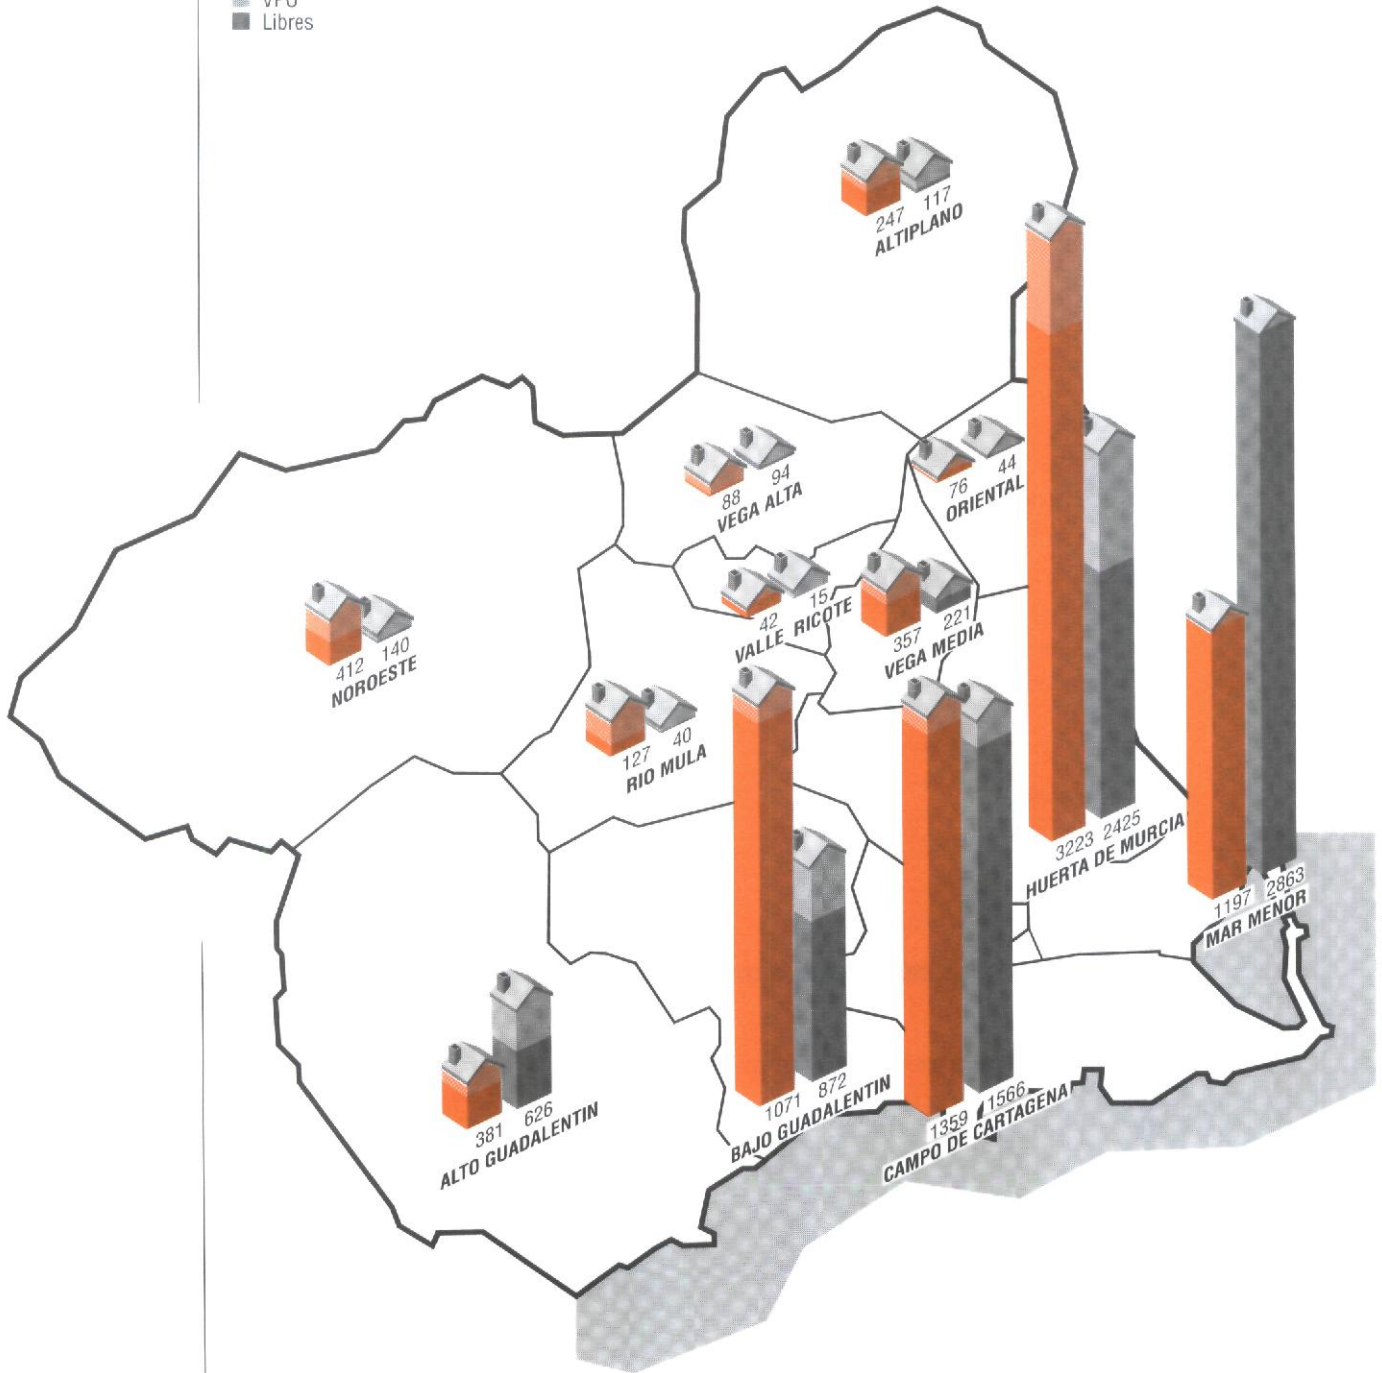 VPO
Libres
247 117
ALTIPLANO
88 94
VEGA ALTA
76 44
ORIENTAL
42 15
VALLE RICOTE
357 221
VEGA MEDIA
412 140
NOROESTE
127 40
RIO MULA
3223 2425
HUERTA DE MURCIA
1197 2863
MAR MENOR
381 626
ALTO GUADALENTIN
1071 872
BAJO GUADALENTIN
1359 1566
CAMPO DE CARTAGENA